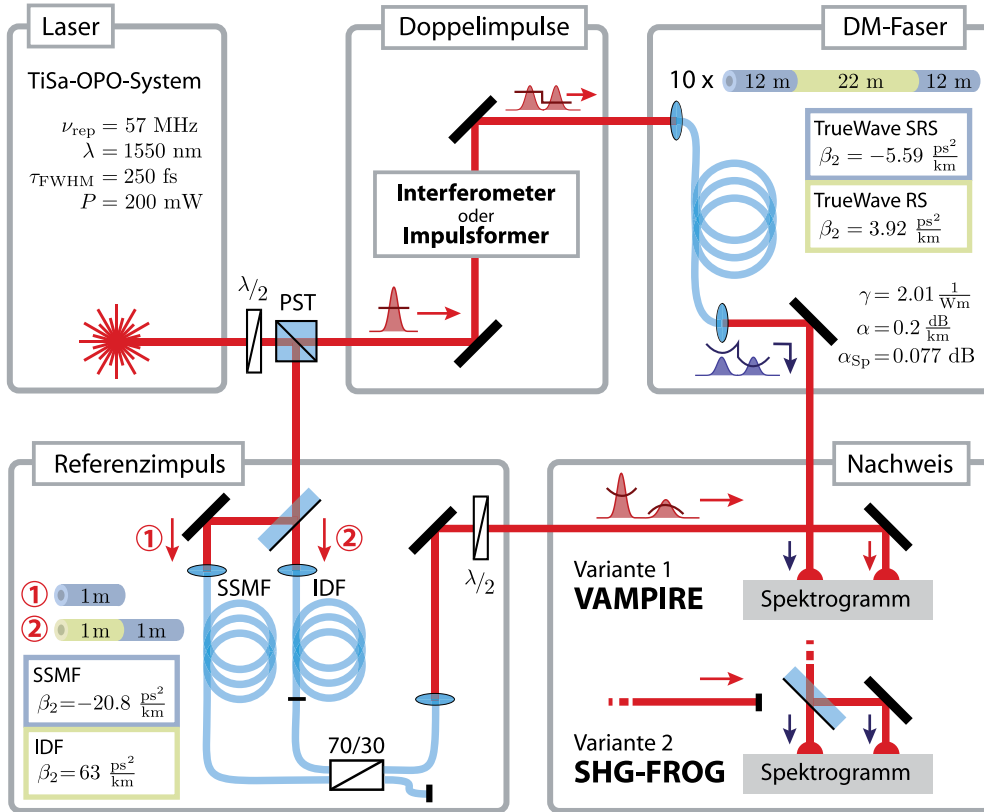 Laser
TiSa-OPO-System
ν_rep = 57 MHz
λ = 1550 nm
τ_FWHM = 250 fs
P = 200 mW
λ/2
PST
Doppelimpulse
Interferometer
oder
Impulsformer
DM-Faser
10 x 12 m 22 m 12 m
TrueWave SRS
β₂ = −5.59 ps²/km
TrueWave RS
β₂ = 3.92 ps²/km
γ = 2.01 1/Wm
α = 0.2 dB/km
α_Sp = 0.077 dB
Referenzimpuls
① ②
SSMF IDF
① 1m
② 1m 1m
SSMF
β₂ = −20.8 ps²/km
IDF
β₂ = 63 ps²/km
70/30
λ/2
Nachweis
Variante 1
VAMPIRE
Spektrogramm
Variante 2
SHG-FROG
Spektrogramm